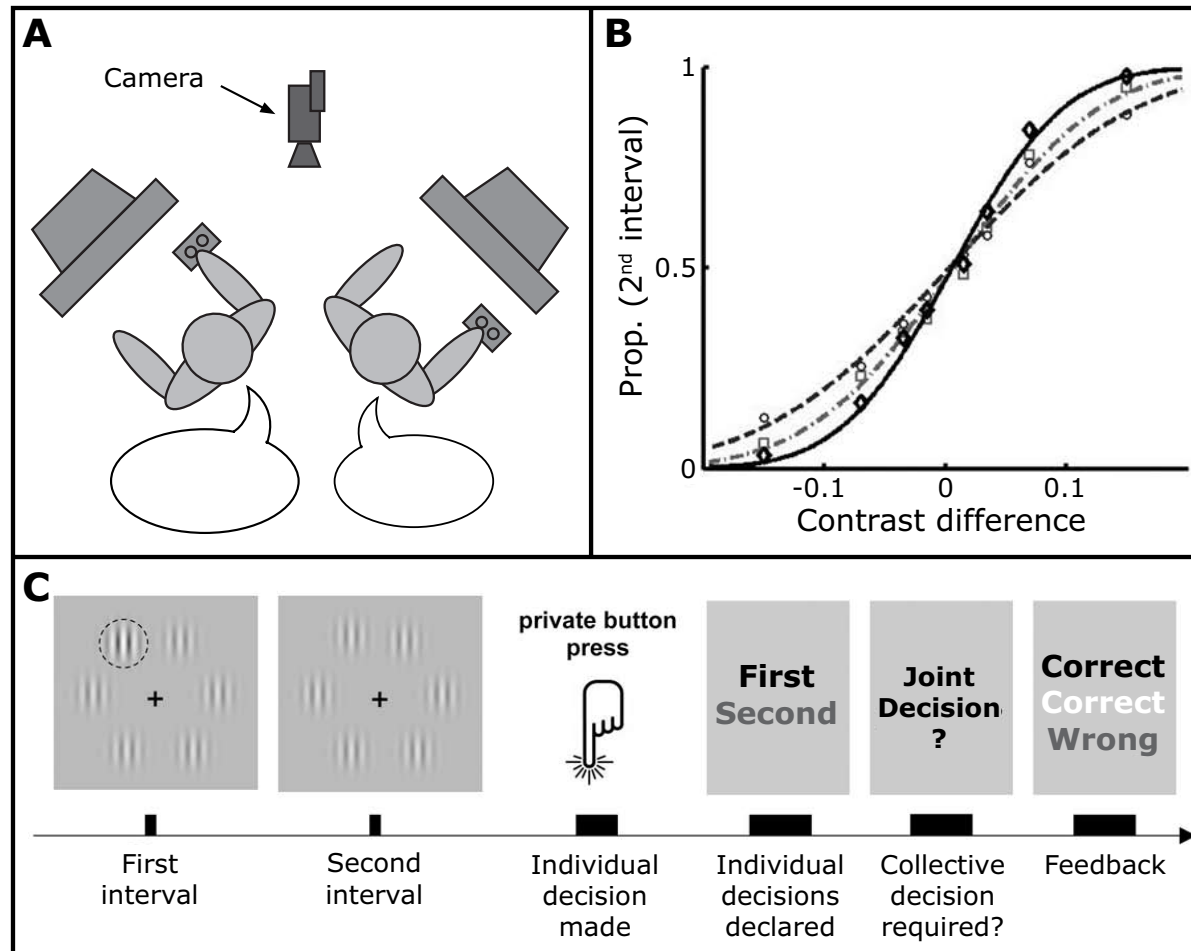 A
Camera
B
Prop. (2nd interval)
1
0.5
0
-0.1
0
0.1
Contrast difference
C
private button
press
First
Second
Joint
Decision
?
Correct
Correct
Wrong
First
interval
Second
interval
Individual
decision
made
Individual
decisions
declared
Collective
decision
required?
Feedback